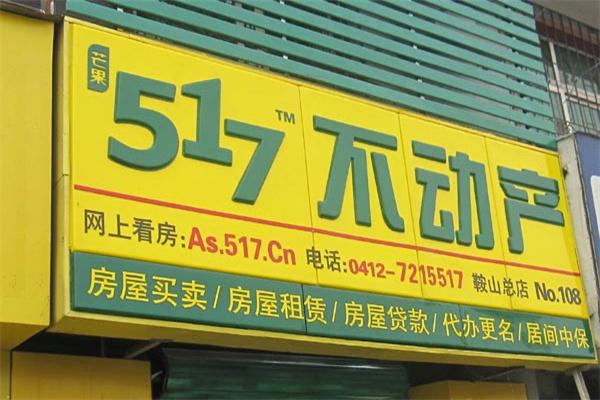 芒果
517™不动产
网上看房:As.517.Cn 电话:0412-7215517 鞍山总店 No.108
房屋买卖/房屋租赁/房屋贷款/代办更名/居间中保